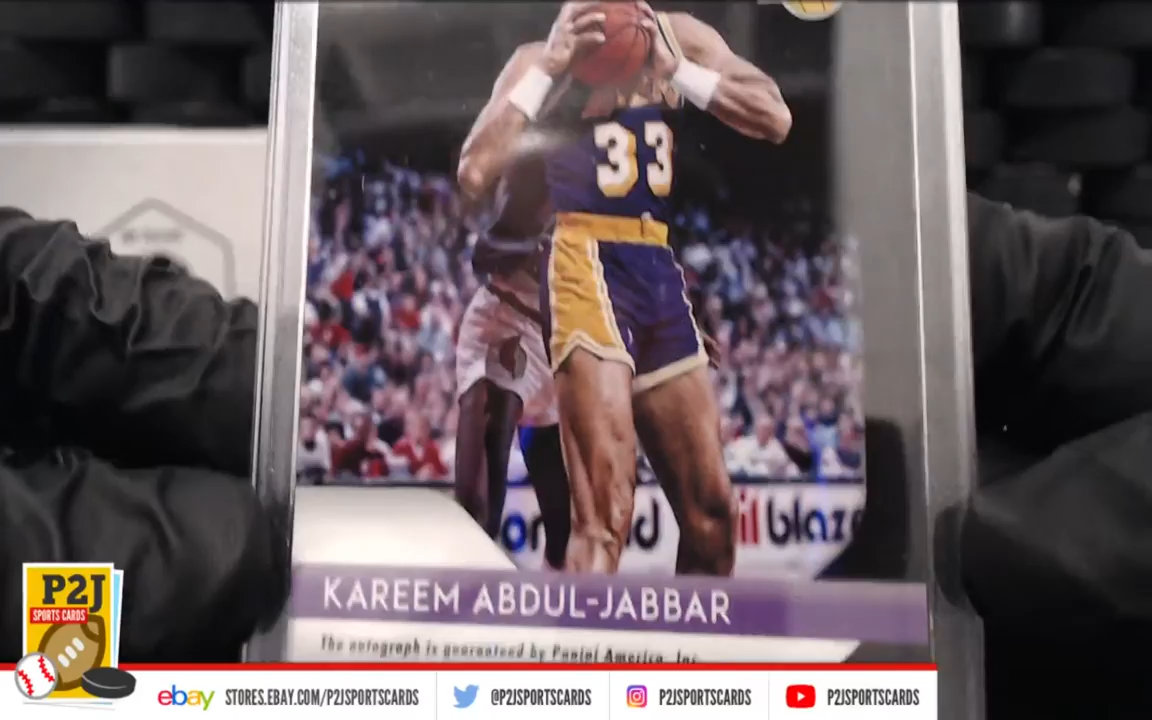 33
KAREEM ABDUL-JABBAR
The autograph is guaranteed by Panini America, Inc.
P2J
SPORTS CARDS
ebay STORES.EBAY.COM/P2JSPORTSCARDS
@P2JSPORTSCARDS
P2JSPORTSCARDS
P2JSPORTSCARDS